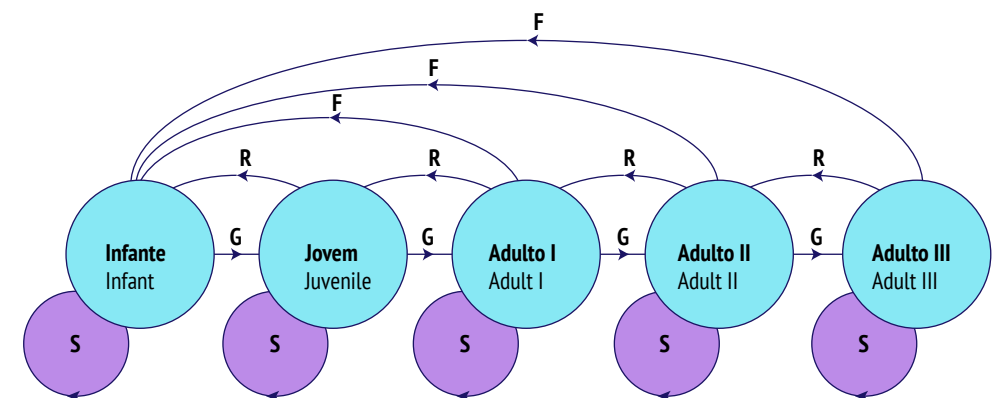 F
F
F
R
R
R
R
G
G
G
G
Infante
Infant
Jovem
Juvenile
Adulto I
Adult I
Adulto II
Adult II
Adulto III
Adult III
S
S
S
S
S